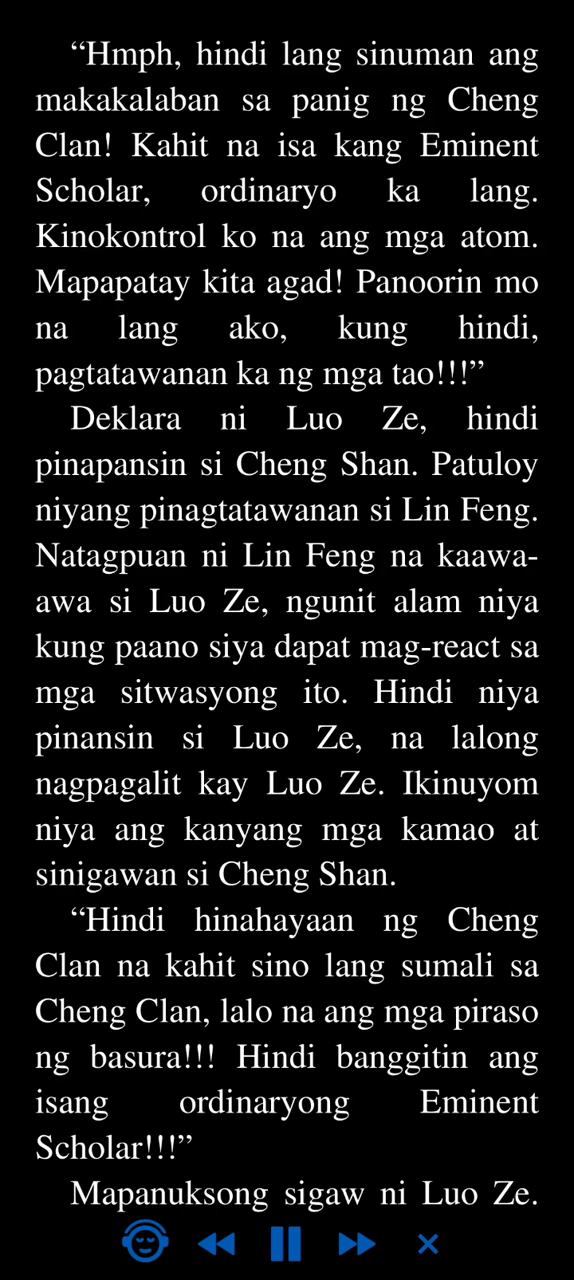 “Hmph, hindi lang sinuman ang
makakalaban sa panig ng Cheng
Clan! Kahit na isa kang Eminent
Scholar, ordinaryo ka lang.
Kinokontrol ko na ang mga atom.
Mapapatay kita agad! Panoorin mo
na lang ako, kung hindi,
pagtatawanan ka ng mga tao!!!”
Deklara ni Luo Ze, hindi
pinapansin si Cheng Shan. Patuloy
niyang pinagtatawanan si Lin Feng.
Natagpuan ni Lin Feng na kaawa-
awa si Luo Ze, ngunit alam niya
kung paano siya dapat mag-react sa
mga sitwasyong ito. Hindi niya
pinansin si Luo Ze, na lalong
nagpagalit kay Luo Ze. Ikinuyom
niya ang kanyang mga kamao at
sinigawan si Cheng Shan.
“Hindi hinahayaan ng Cheng
Clan na kahit sino lang sumali sa
Cheng Clan, lalo na ang mga piraso
ng basura!!! Hindi banggitin ang
isang ordinaryong Eminent
Scholar!!!”
Mapanuksong sigaw ni Luo Ze.